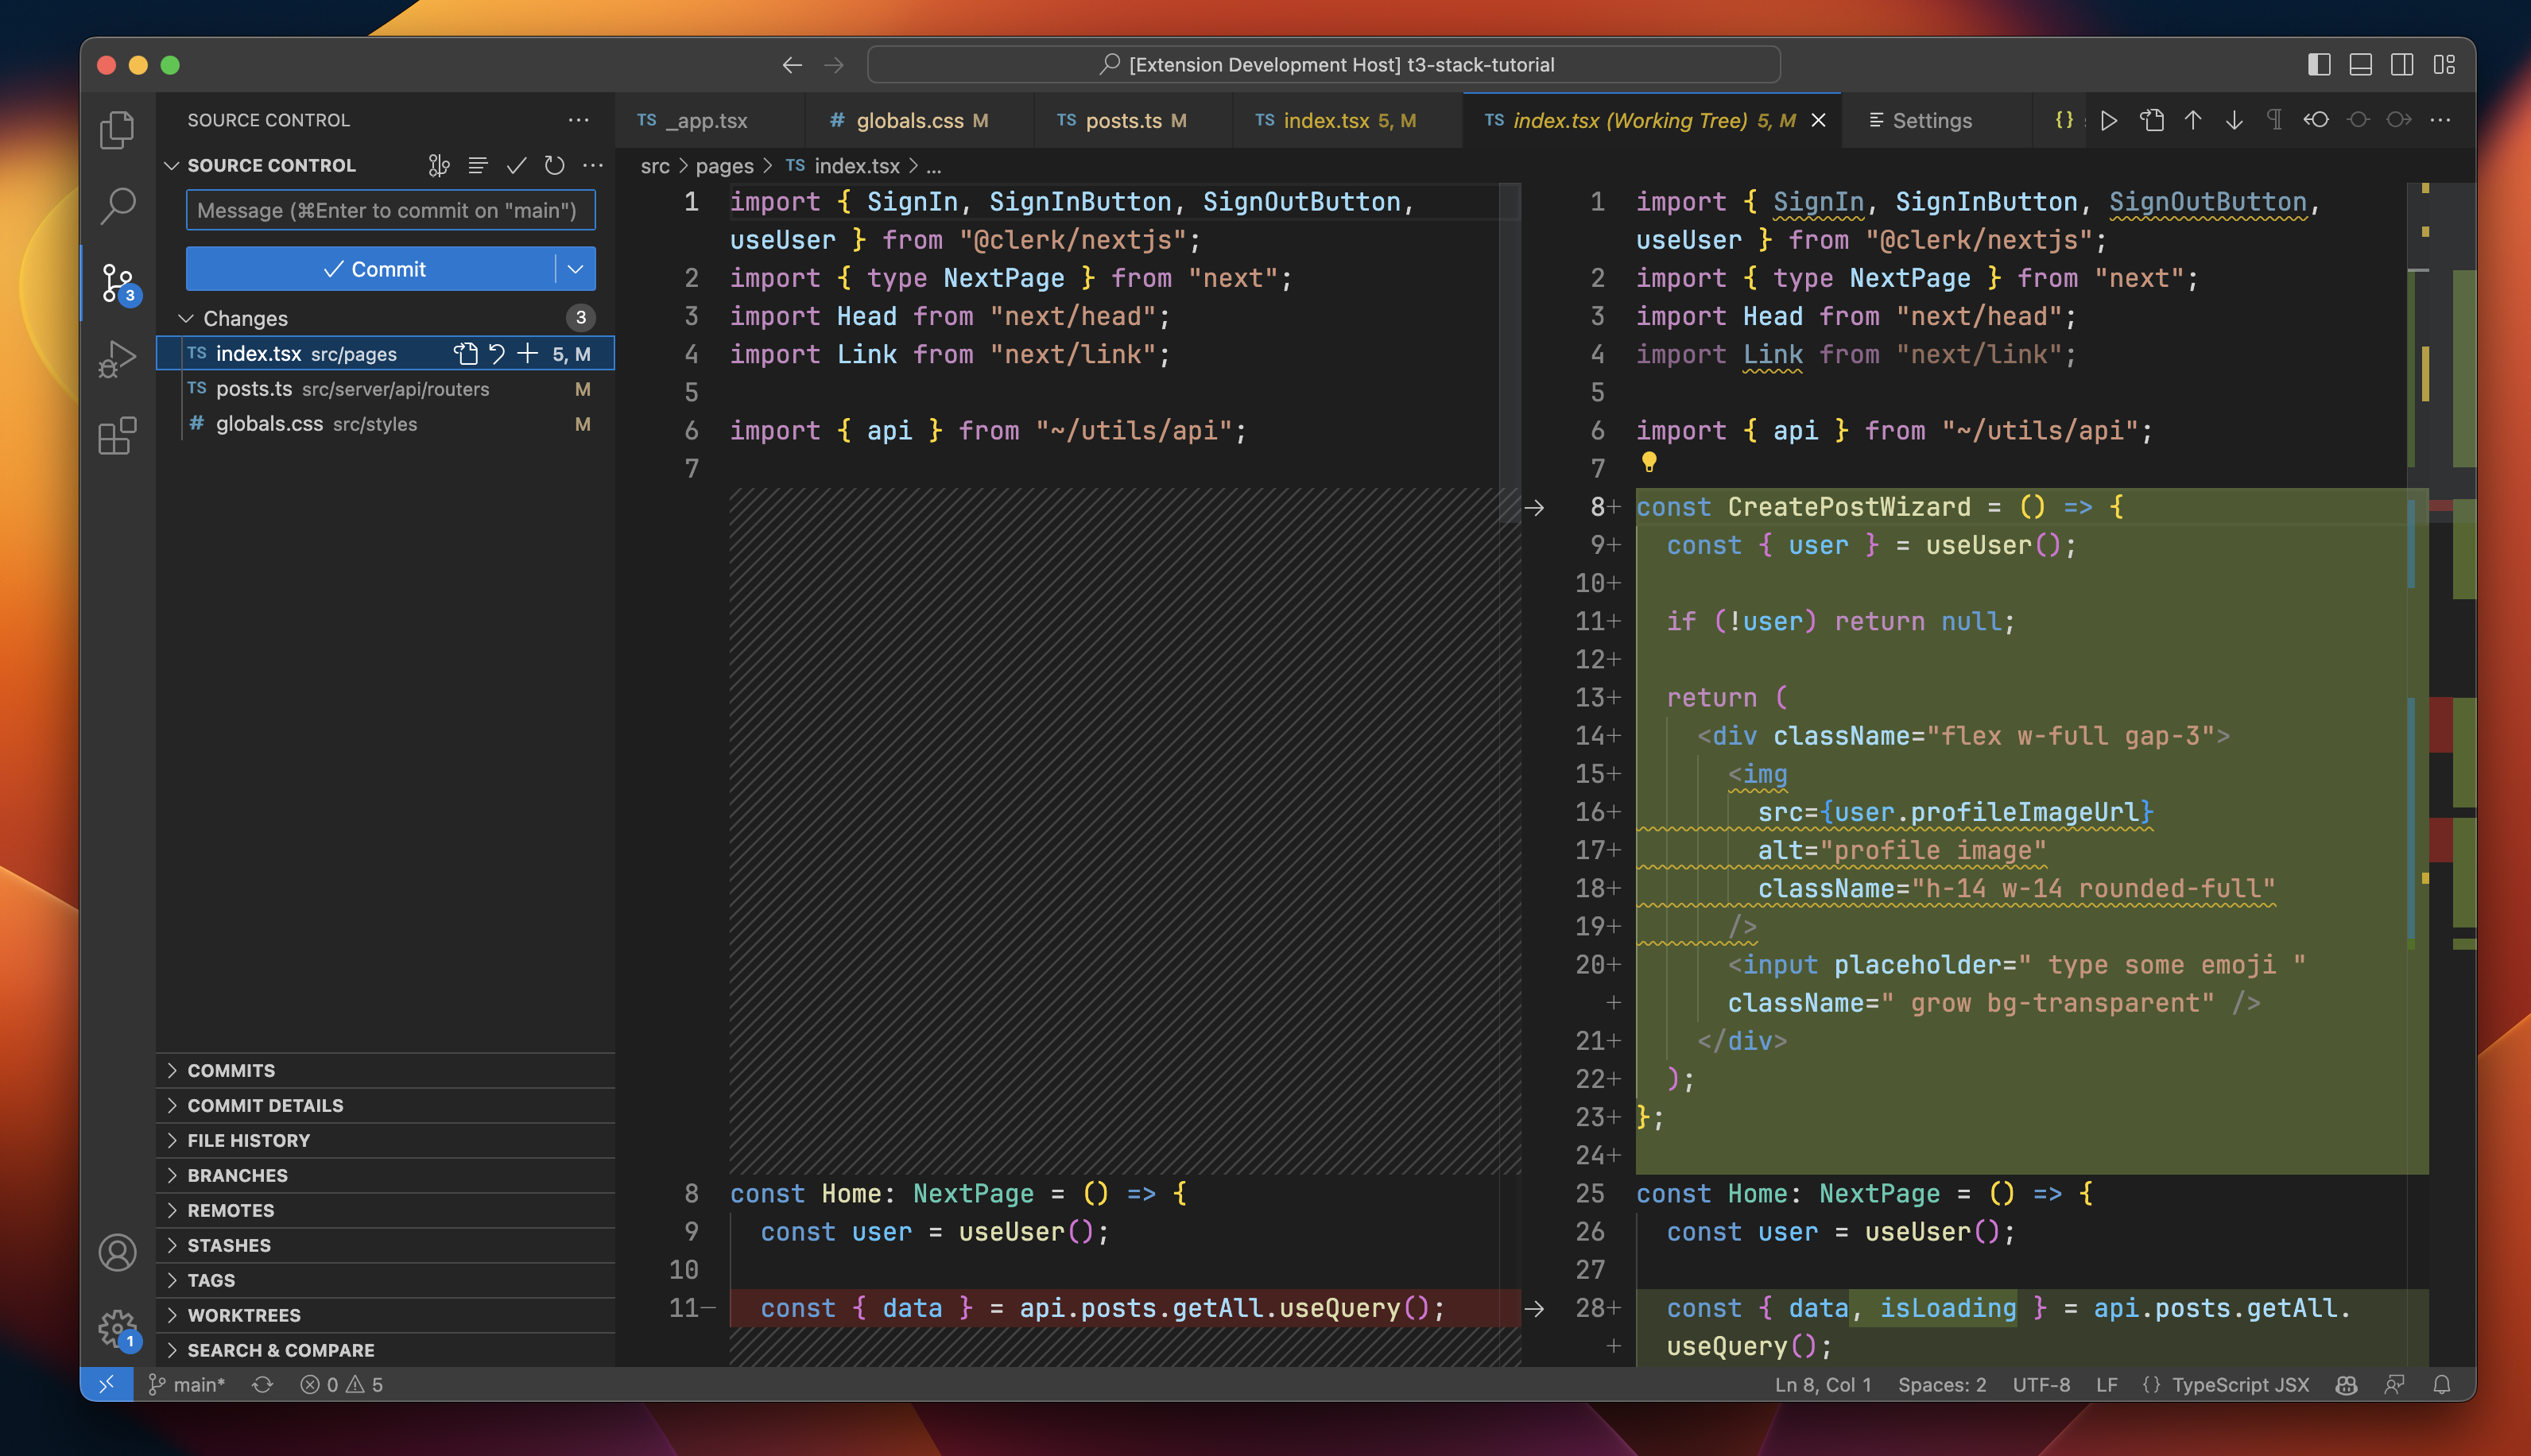 [Extension Development Host] t3-stack-tutorial
SOURCE CONTROL
SOURCE CONTROL
Message (⌘Enter to commit on "main")
Commit
Changes 3
TS index.tsx src/pages 5, M
TS posts.ts src/server/api/routers M
# globals.css src/styles M
3
COMMITS
COMMIT DETAILS
FILE HISTORY
BRANCHES
REMOTES
STASHES
TAGS
WORKTREES
SEARCH & COMPARE
1
TS _app.tsx
# globals.css M
TS posts.ts M
TS index.tsx 5, M
TS index.tsx (Working Tree) 5, M
Settings
src > pages > TS index.tsx > ...
1 import { SignIn, SignInButton, SignOutButton,
useUser } from "@clerk/nextjs";
2 import { type NextPage } from "next";
3 import Head from "next/head";
4 import Link from "next/link";
5
6 import { api } from "~/utils/api";
7
8 const Home: NextPage = () => {
9 const user = useUser();
10
11— const { data } = api.posts.getAll.useQuery();
1 import { SignIn, SignInButton, SignOutButton,
useUser } from "@clerk/nextjs";
2 import { type NextPage } from "next";
3 import Head from "next/head";
4 import Link from "next/link";
5
6 import { api } from "~/utils/api";
7
8+ const CreatePostWizard = () => {
9+ const { user } = useUser();
10+
11+ if (!user) return null;
12+
13+ return (
14+ <div className="flex w-full gap-3">
15+ <img
16+ src={user.profileImageUrl}
17+ alt="profile image"
18+ className="h-14 w-14 rounded-full"
19+ />
20+ <input placeholder=" type some emoji "
+ className=" grow bg-transparent" />
21+ </div>
22+ );
23+ };
24+
25 const Home: NextPage = () => {
26 const user = useUser();
27
28+ const { data, isLoading } = api.posts.getAll.
+ useQuery();
main* 0 5
Ln 8, Col 1 Spaces: 2 UTF-8 LF {} TypeScript JSX